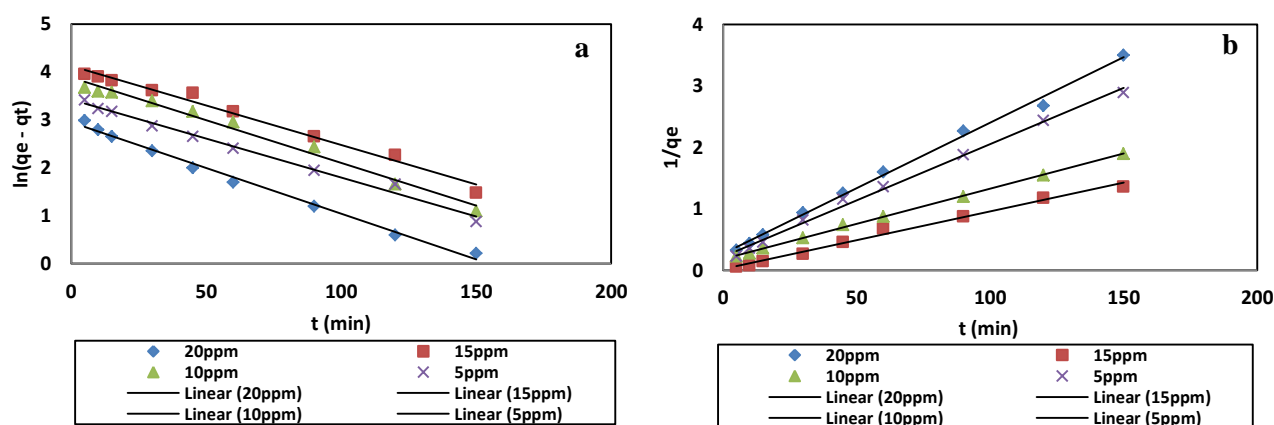 a
ln(qe - qt)
5
4
3
2
1
0
0 50 100 150 200
t (min)
20ppm 15ppm
10ppm 5ppm
Linear (20ppm) Linear (15ppm)
Linear (10ppm) Linear (5ppm)
b
1/qe
4
3
2
1
0
0 50 100 150 200
t (min)
20ppm 15ppm
10ppm 5ppm
Linear (20ppm) Linear (15ppm)
Linear (10ppm) Linear (5ppm)